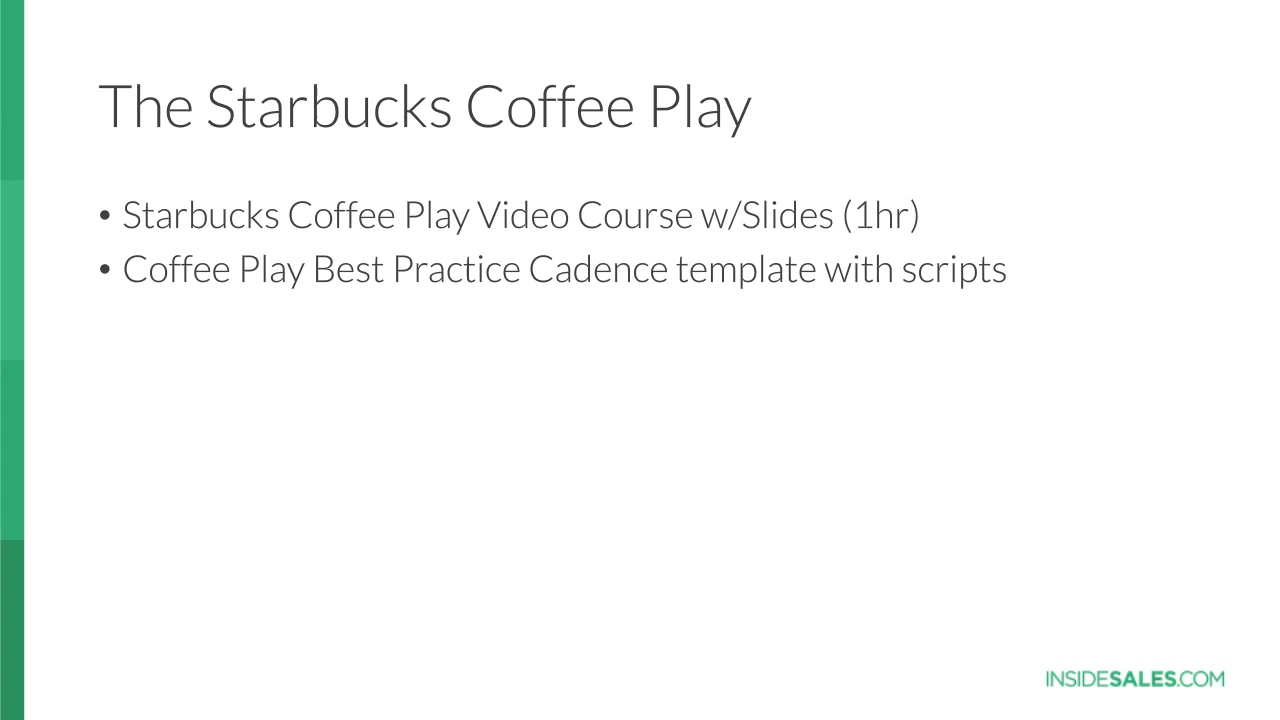 The Starbucks Coffee Play
• Starbucks Coffee Play Video Course w/Slides (1hr)
• Coffee Play Best Practice Cadence template with scripts
INSIDESALES.COM